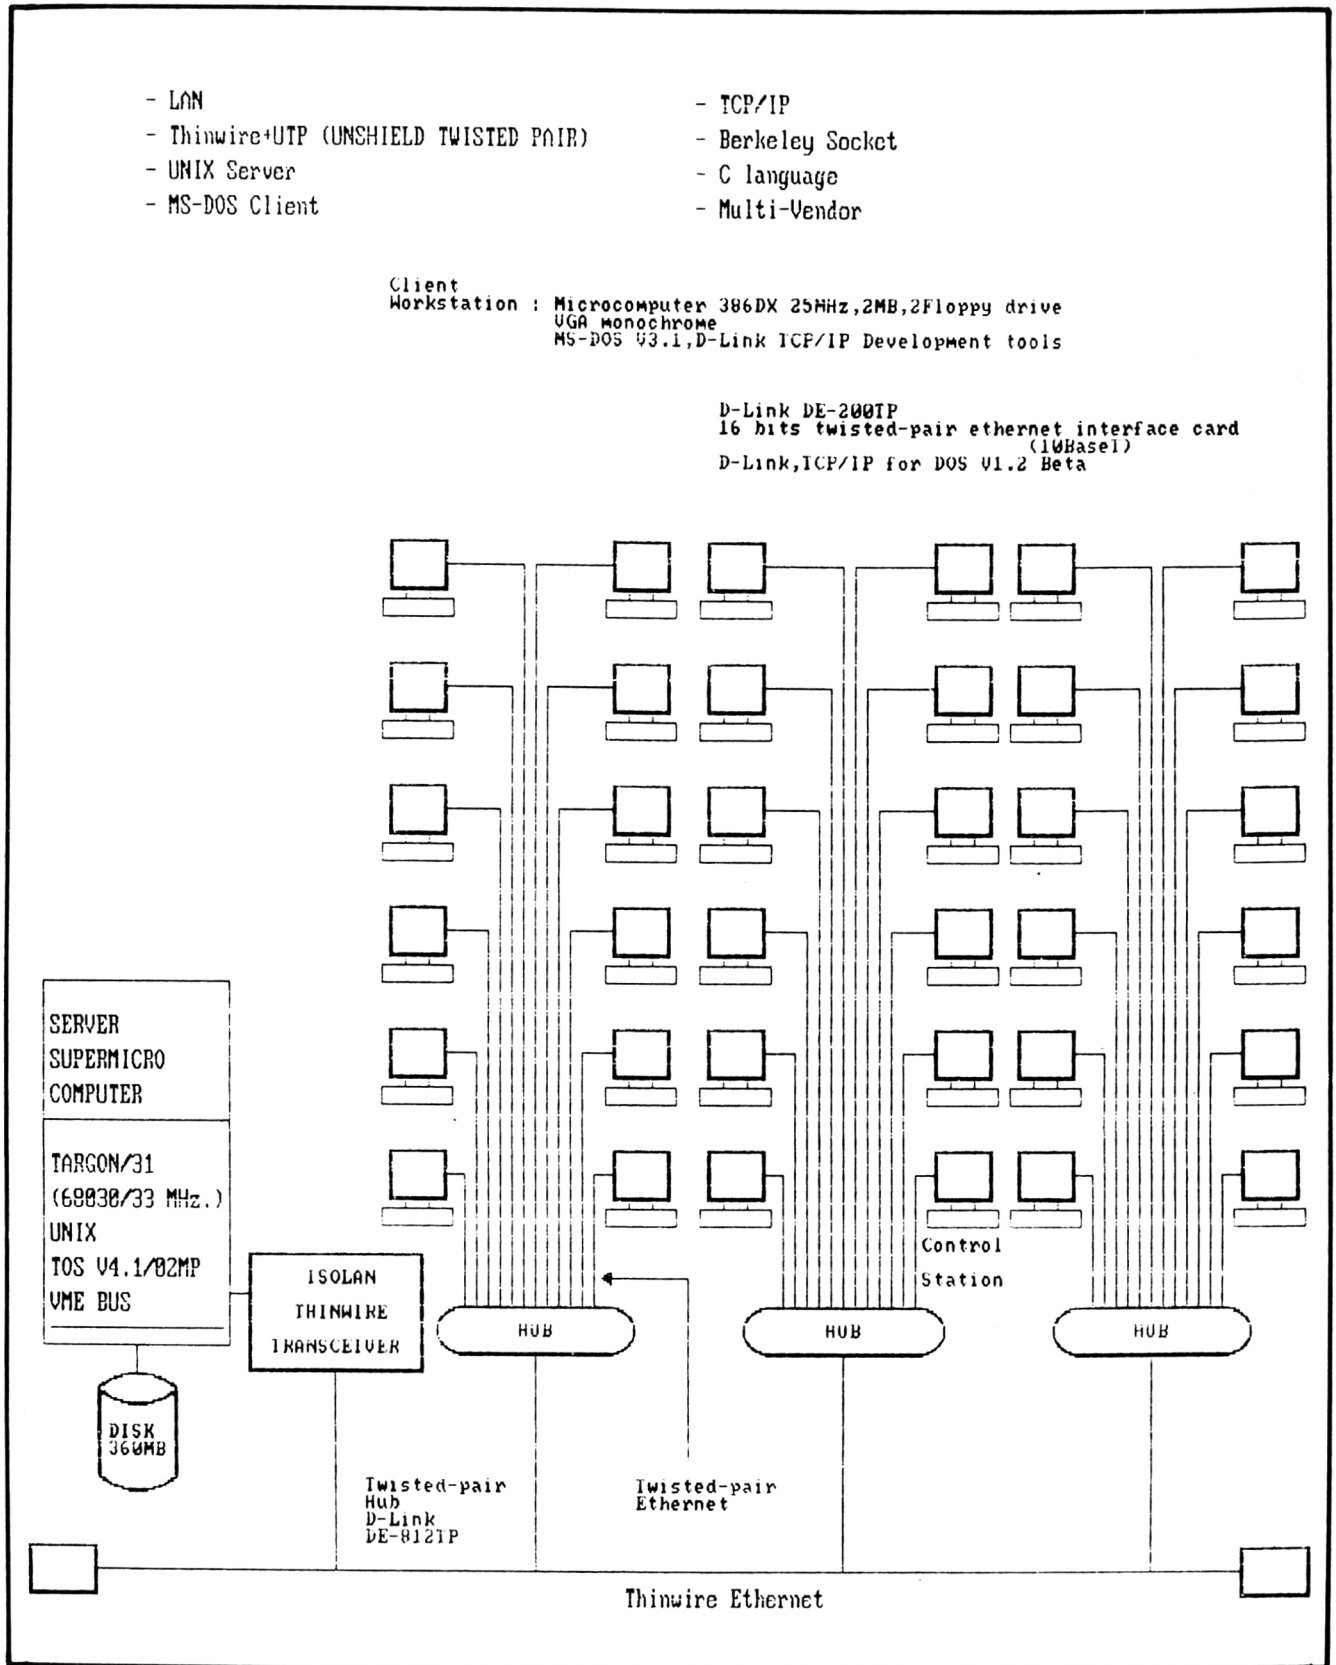 - LAN
- Thinwire+UTP (UNSHIELD TWISTED PAIR)
- UNIX Server
- MS-DOS Client
- TCP/IP
- Berkeley Socket
- C language
- Multi-Vendor
Client
Workstation : Microcomputer 386DX 25MHz,2MB,2Floppy drive
VGA monochrome
MS-DOS V3.1,D-Link TCP/IP Development tools
D-Link DE-200TP
16 bits twisted-pair ethernet interface card
(10BaseT)
D-Link,TCP/IP for DOS V1.2 Beta
SERVER
SUPERMICRO
COMPUTER
TARGON/31
(68030/33 MHz.)
UNIX
TOS V4.1/02MP
VME BUS
ISOLAN
THINWIRE
TRANSCEIVER
DISK
360MB
Control
Station
HUB
HUB
HUB
Twisted-pair
Hub
D-Link
DE-812TP
Twisted-pair
Ethernet
Thinwire Ethernet